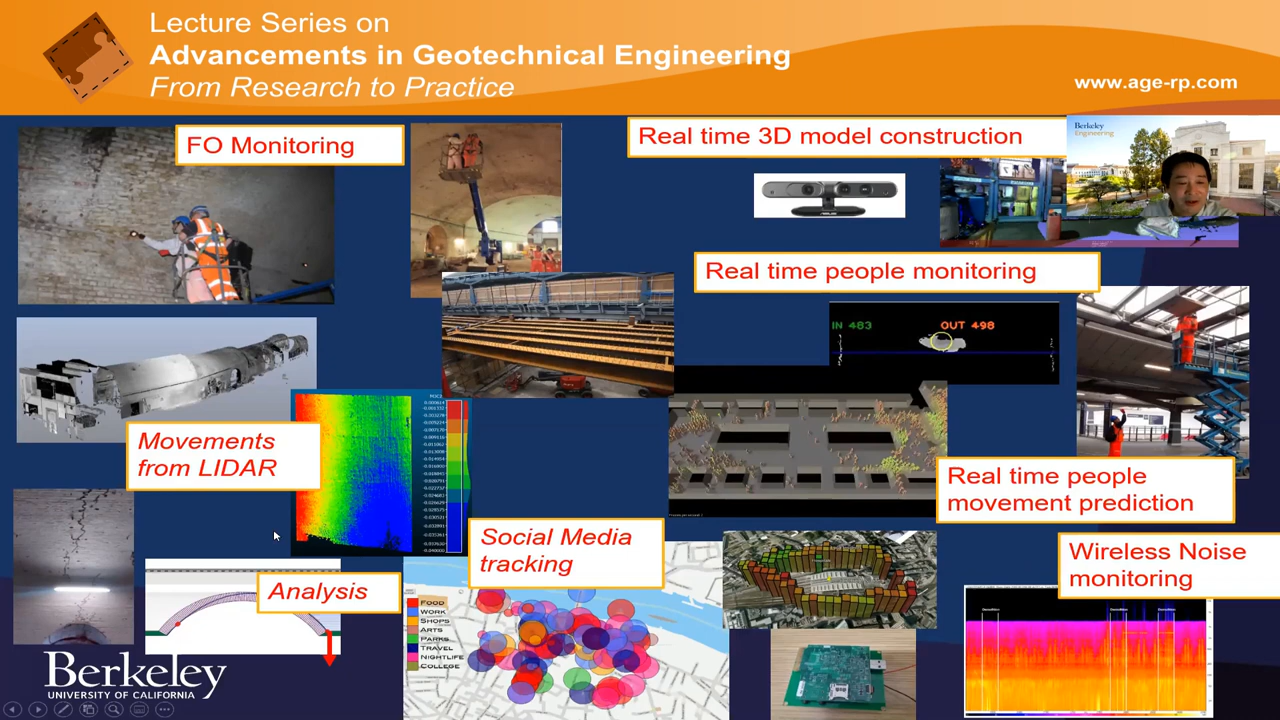 Lecture Series on
Advancements in Geotechnical Engineering
From Research to Practice
www.age-rp.com
FO Monitoring
Real time 3D model construction
Berkeley
Engineering
ASUS
Real time people monitoring
IN 483
OUT 498
Movements
from LIDAR
Real time people
movement prediction
Social Media
tracking
Wireless Noise
monitoring
Analysis
FOOD
WORK
SHOPS
ARTS
PARKS
TRAVEL
NIGHTLIFE
COLLEGE
Berkeley
UNIVERSITY OF CALIFORNIA